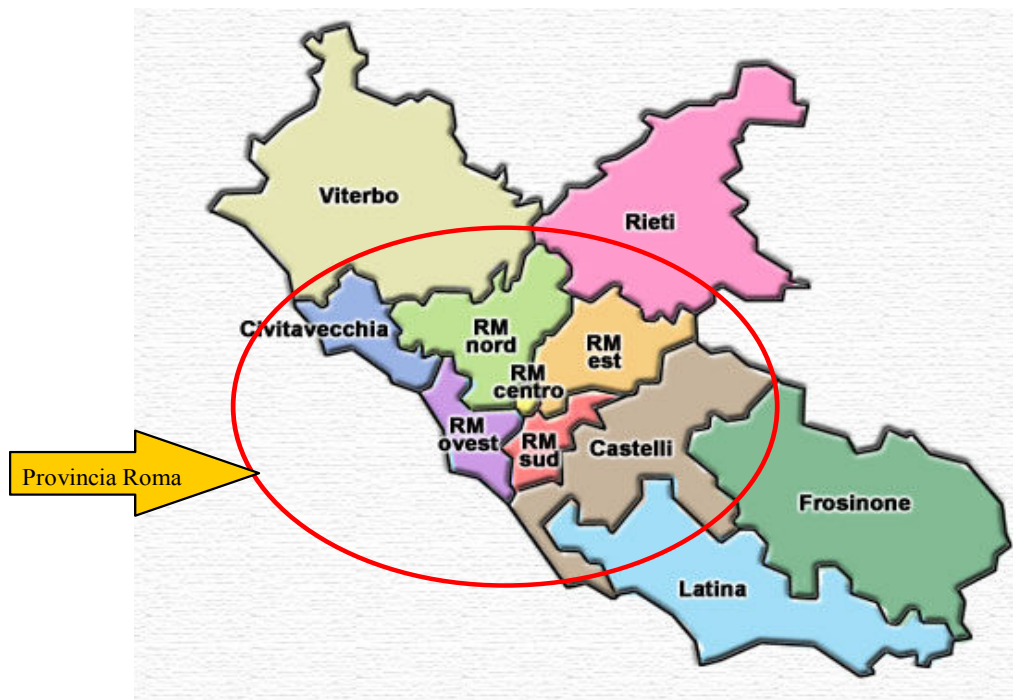 Viterbo
Rieti
Civitavecchia
RM
nord
RM
est
RM
centro
RM
ovest
RM
sud
Castelli
Provincia Roma
Frosinone
Latina